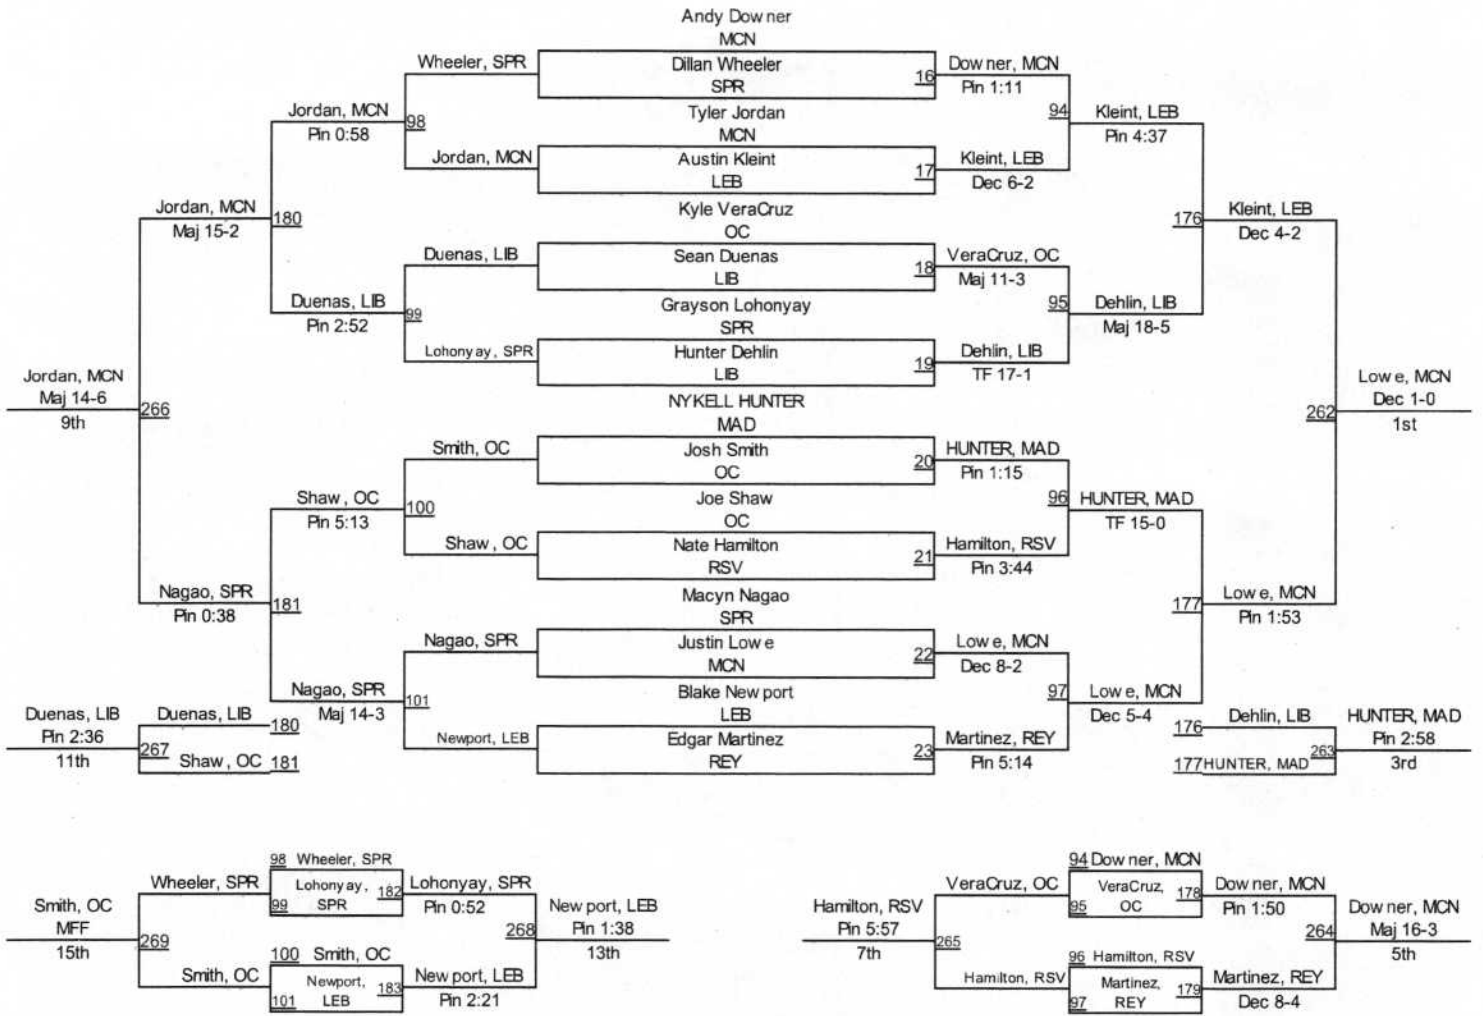 Andy Downer
MCN
Wheeler, SPR
Dillan Wheeler
SPR
16
Downer, MCN
Pin 1:11
Jordan, MCN
Pin 0:58
98
Tyler Jordan
MCN
94
Kleint, LEB
Pin 4:37
Jordan, MCN
Austin Kleint
LEB
17
Kleint, LEB
Dec 6-2
Jordan, MCN
Maj 15-2
180
Kyle VeraCruz
OC
176
Kleint, LEB
Dec 4-2
Duenas, LIB
Sean Duenas
LIB
18
VeraCruz, OC
Maj 11-3
Duenas, LIB
Pin 2:52
99
Grayson Lohonyay
SPR
95
Dehlin, LIB
Maj 18-5
Lohonyay, SPR
Hunter Dehlin
LIB
19
Dehlin, LIB
TF 17-1
Jordan, MCN
Maj 14-6
9th
266
NYKELL HUNTER
MAD
262
Lowe, MCN
Dec 1-0
1st
Smith, OC
Josh Smith
OC
20
HUNTER, MAD
Pin 1:15
Shaw, OC
Pin 5:13
100
Joe Shaw
OC
96
HUNTER, MAD
TF 15-0
Shaw, OC
Nate Hamilton
RSV
21
Hamilton, RSV
Pin 3:44
Nagao, SPR
Pin 0:38
181
Macyn Nagao
SPR
177
Lowe, MCN
Pin 1:53
Nagao, SPR
Justin Lowe
MCN
22
Lowe, MCN
Dec 8-2
Nagao, SPR
Maj 14-3
101
Blake Newport
LEB
97
Lowe, MCN
Dec 5-4
Newport, LEB
Edgar Martinez
REY
23
Martinez, REY
Pin 5:14
Duenas, LIB
Pin 2:36
11th
Duenas, LIB
180
267
Shaw, OC
181
176
Dehlin, LIB
263
177
HUNTER, MAD
HUNTER, MAD
Pin 2:58
3rd
98
Wheeler, SPR
Wheeler, SPR
Lohonyay,
SPR
99
182
Lohonyay, SPR
Pin 0:52
Smith, OC
MFF
15th
269
268
Newport, LEB
Pin 1:38
13th
100
Smith, OC
Smith, OC
Newport,
LEB
101
183
Newport, LEB
Pin 2:21
94
Downer, MCN
VeraCruz, OC
VeraCruz,
OC
95
178
Downer, MCN
Pin 1:50
Hamilton, RSV
Pin 5:57
7th
265
264
Downer, MCN
Maj 16-3
5th
96
Hamilton, RSV
Hamilton, RSV
Martinez,
REY
97
179
Martinez, REY
Dec 8-4